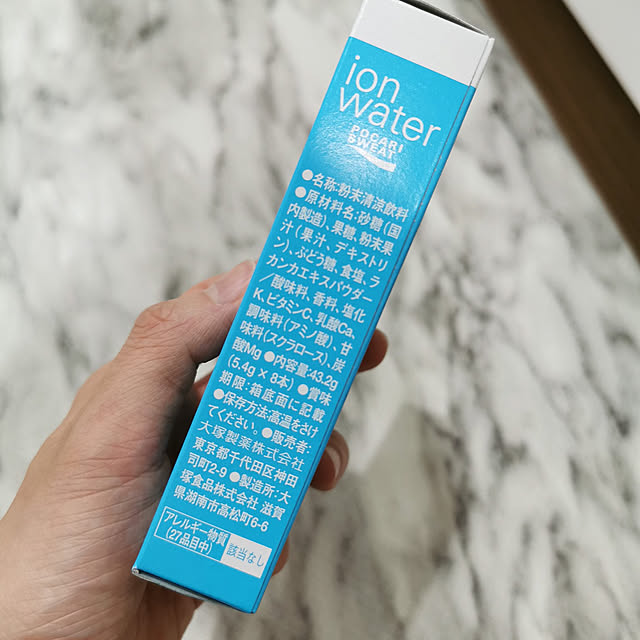 ion
water
POCARI
SWEAT
●名称:粉末清涼飲料
●原材料名:砂糖(国
内製造)、果糖、粉末果
汁(果汁、デキストリ
ン)、ぶどう糖、食塩、ラ
カンカエキスパウダー
/酸味料、香料、塩化
K、ビタミンC、乳酸Ca、
調味料(アミノ酸)、甘
味料(スクラロース)、炭
酸Mg ●内容量:43.2g
(5.4g×8本) ●賞味
期限:箱底面に記載
●保存方法:高温をさけ
てください。●販売者:
大塚製薬株式会社
東京都千代田区神田
司町2-9 ●製造所:大
塚食品株式会社 滋賀
県湖南市高松町6-6
アレルギー物質
(27品目中)
該当なし